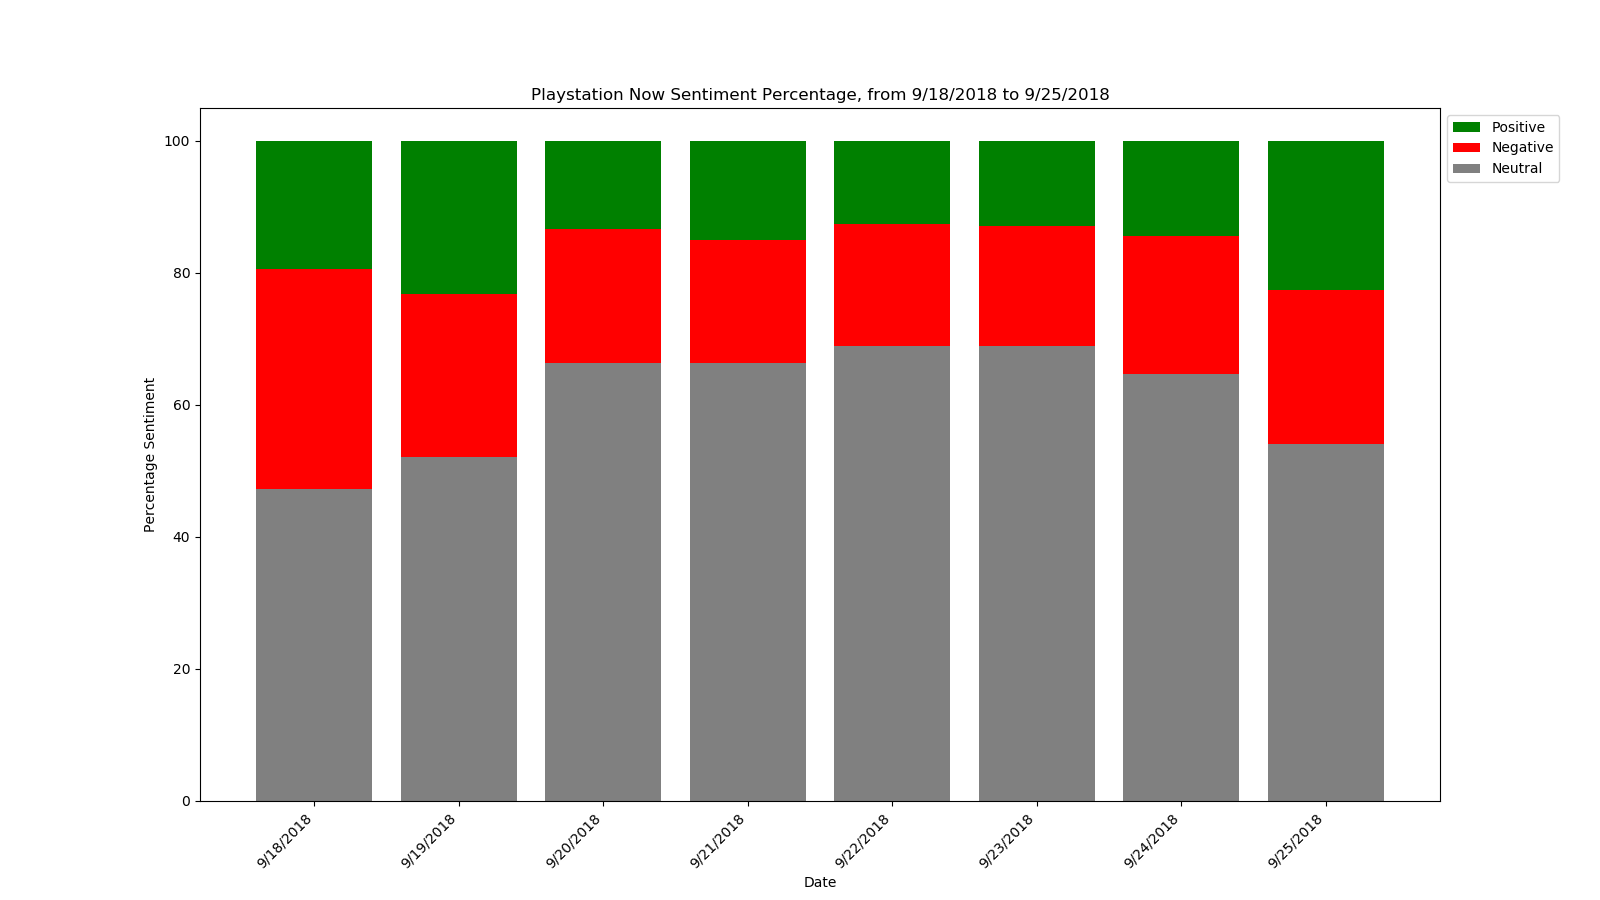 Playstation Now Sentiment Percentage, from 9/18/2018 to 9/25/2018
Positive
Negative
Neutral
Percentage Sentiment
100
80
60
40
20
0
9/18/2018
9/19/2018
9/20/2018
9/21/2018
9/22/2018
9/23/2018
9/24/2018
9/25/2018
Date